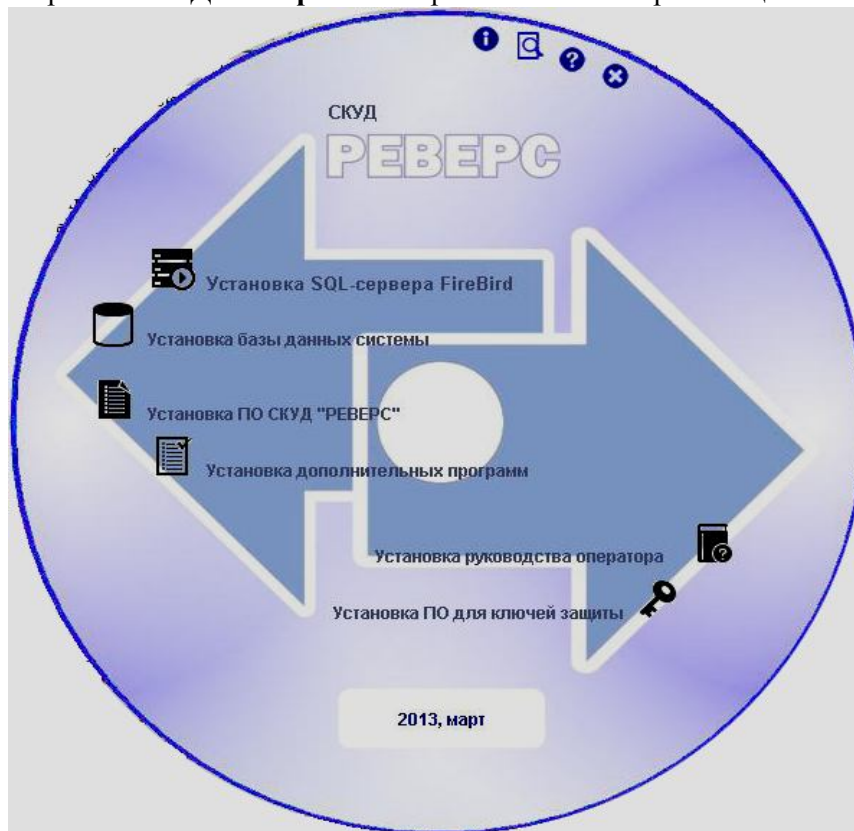 СКУД
РЕВЕРС
Установка SQL-сервера FireBird
Установка базы данных системы
Установка ПО СКУД "РЕВЕРС"
Установка дополнительных программ
Установка руководства оператора
Установка ПО для ключей защиты
2013, март